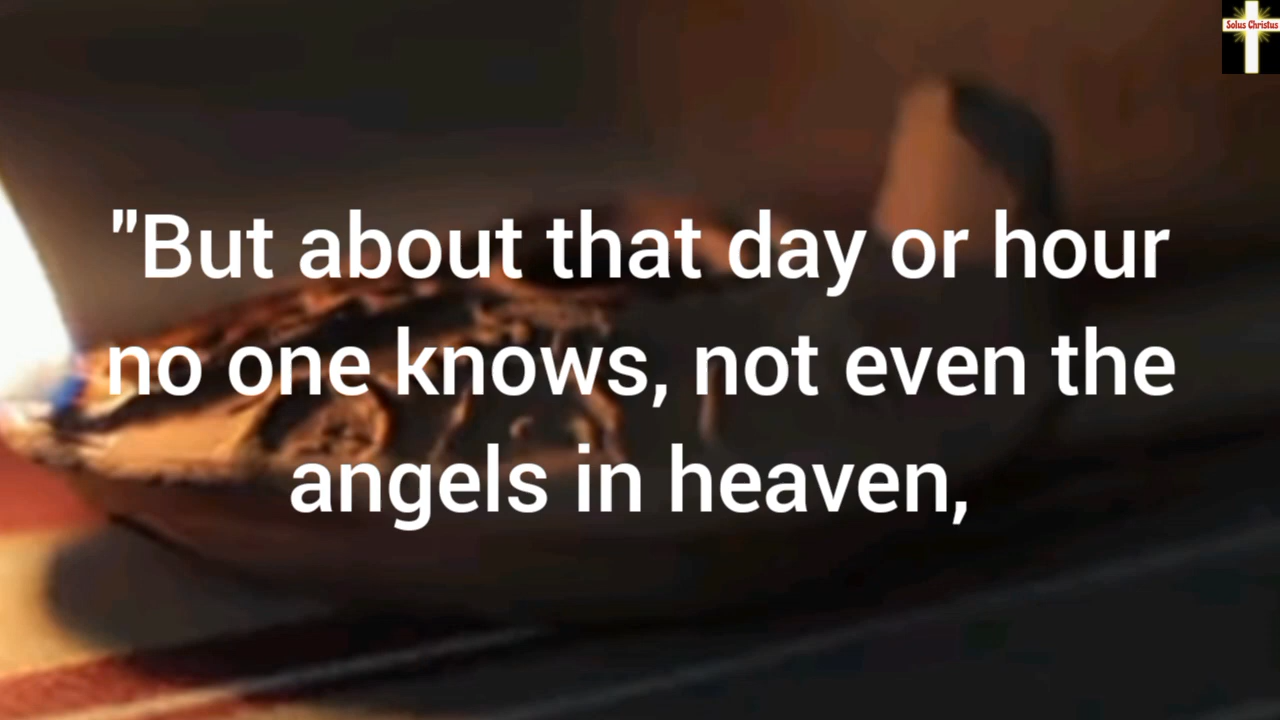 Solus Christus
"But about that day or hour
no one knows, not even the
angels in heaven,